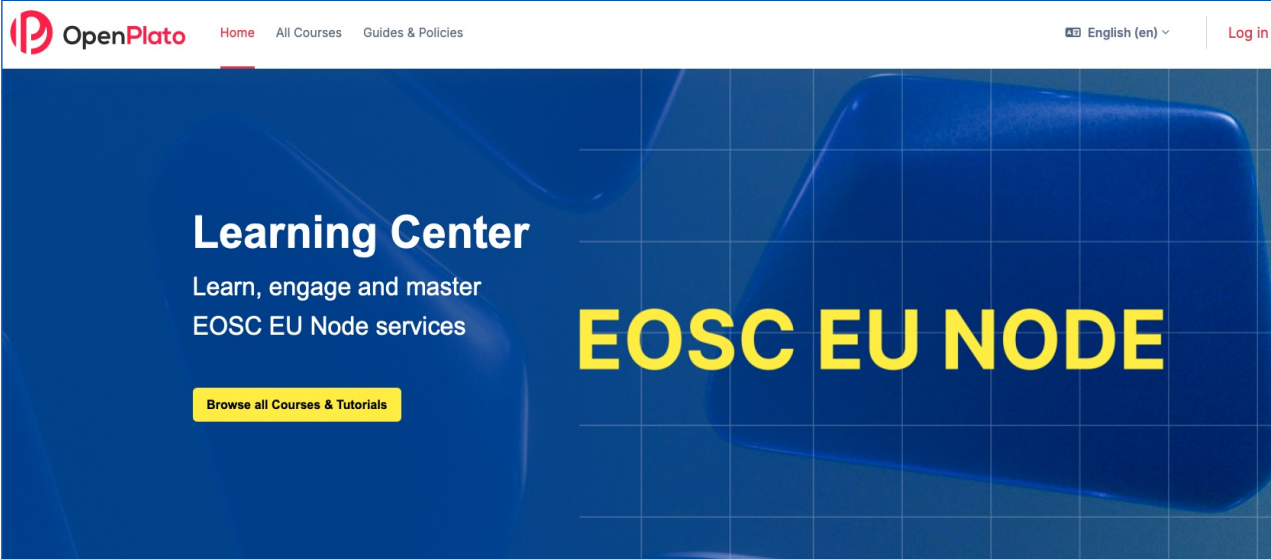 OpenPlato
Home
All Courses
Guides & Policies
English (en)
Log in
Learning Center
Learn, engage and master
EOSC EU Node services
EOSC EU NODE
Browse all Courses & Tutorials